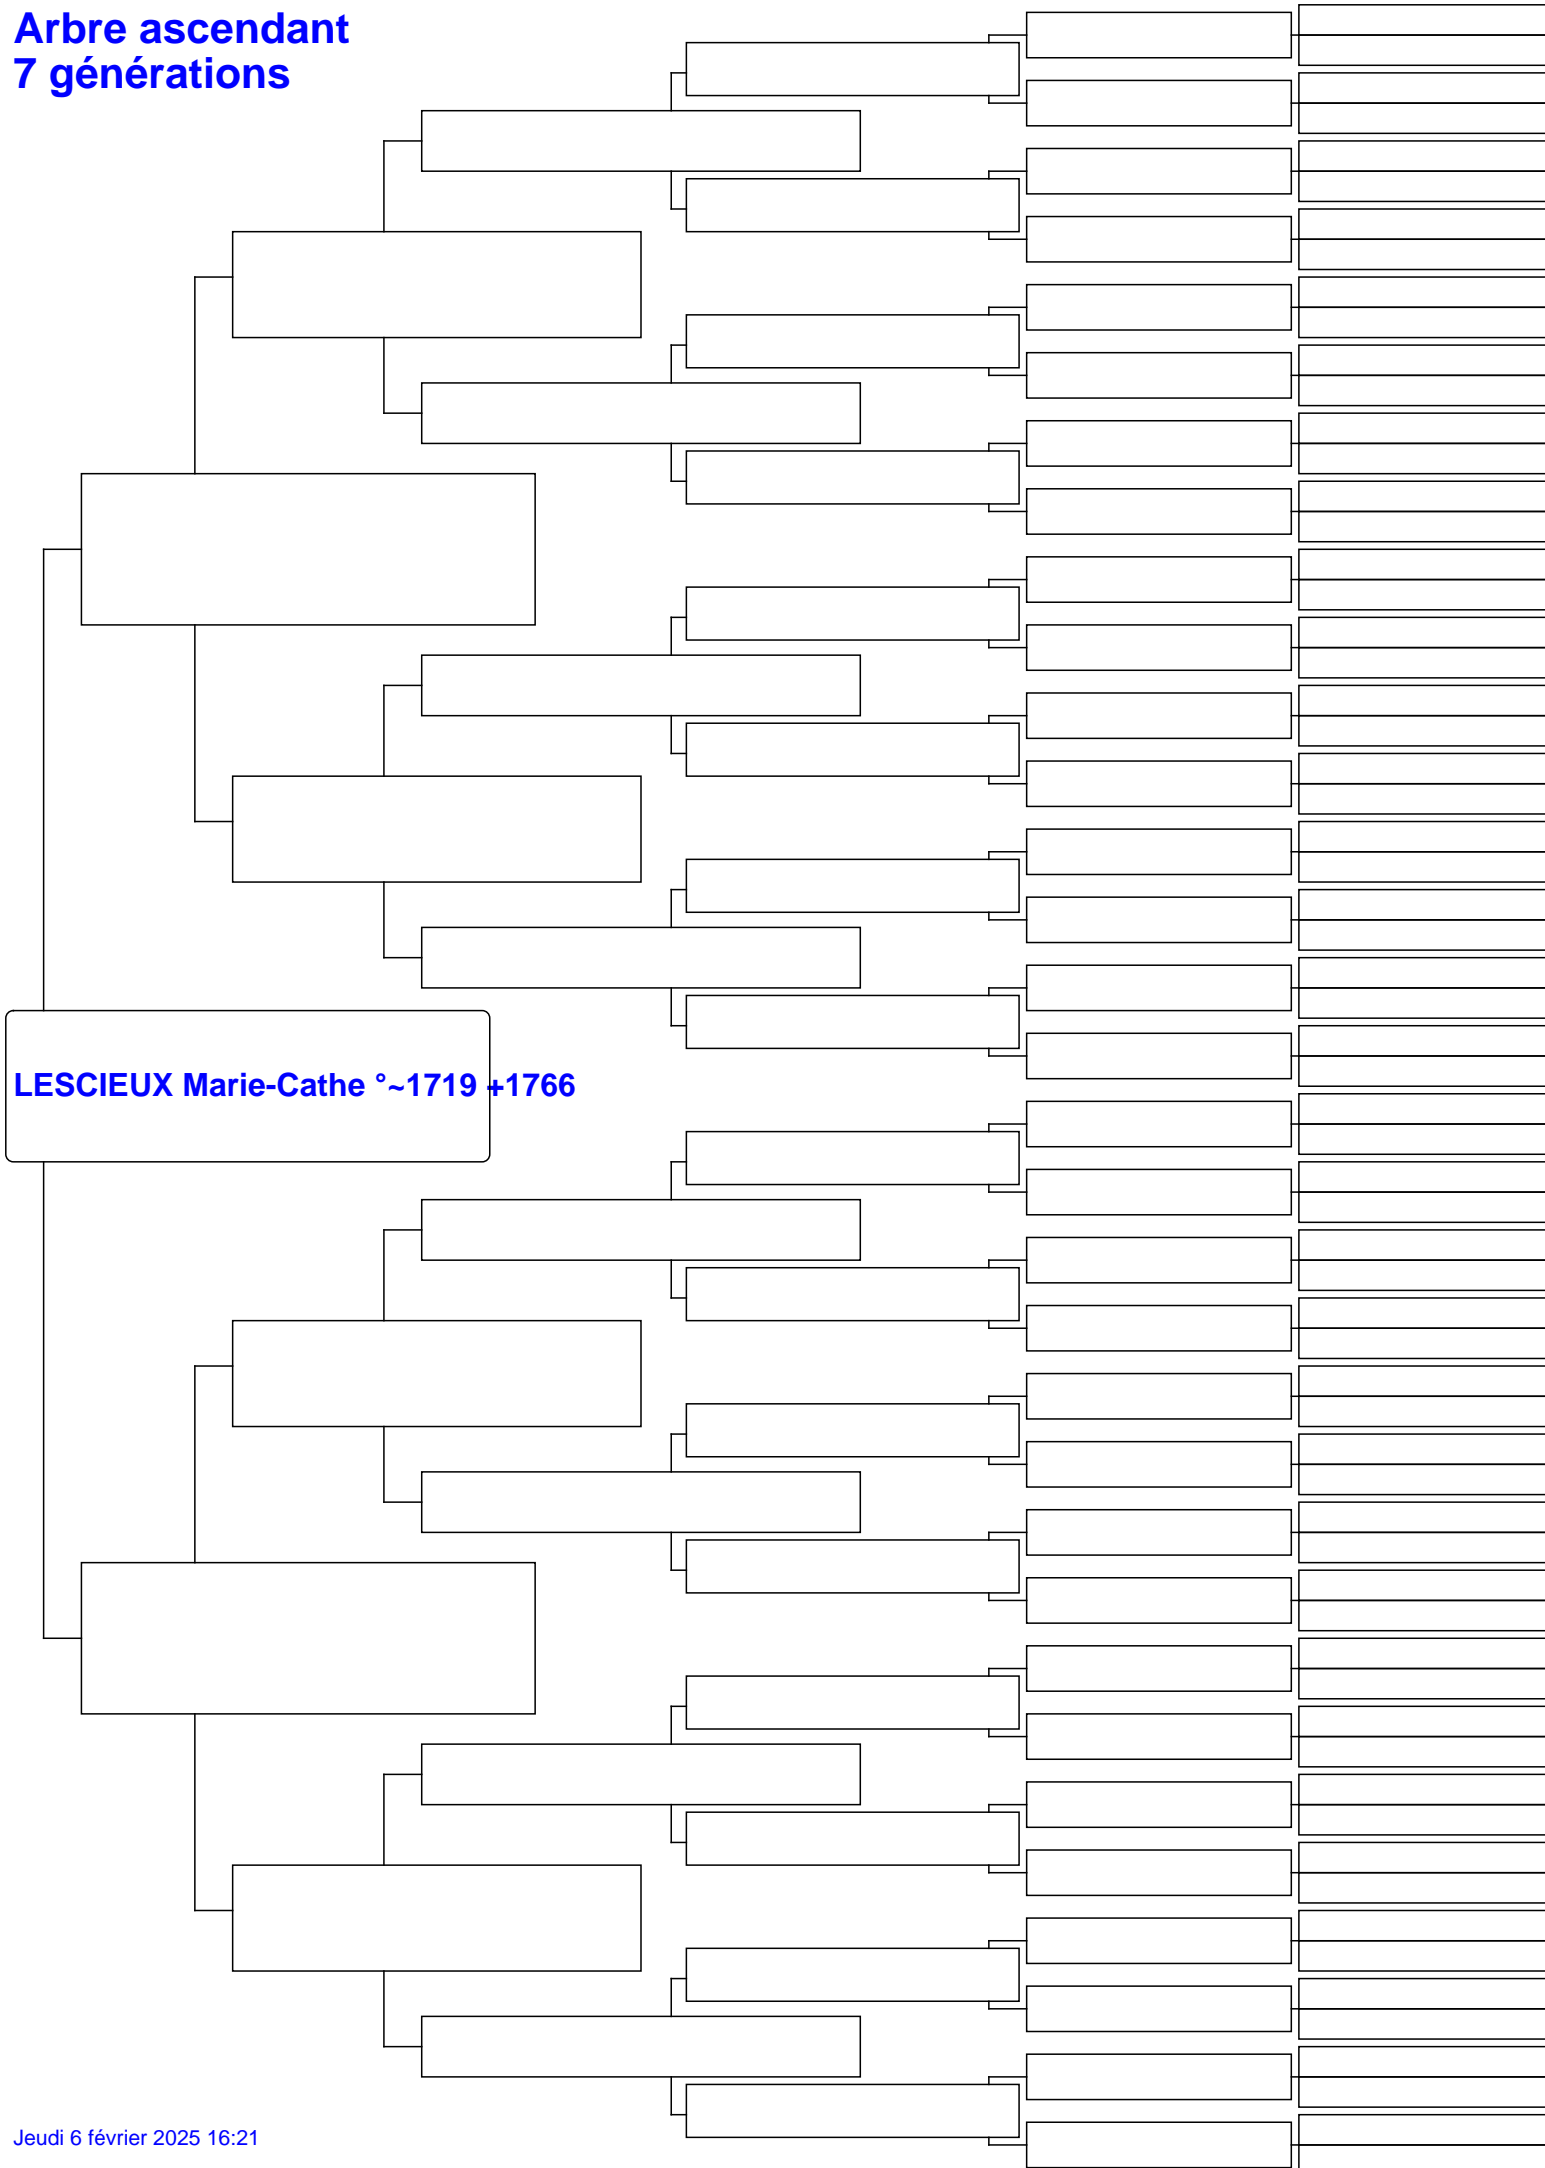 Arbre ascendant
7 générations
LESCIEUX Marie-Cathe °~1719 +1766
Jeudi 6 février 2025 16:21